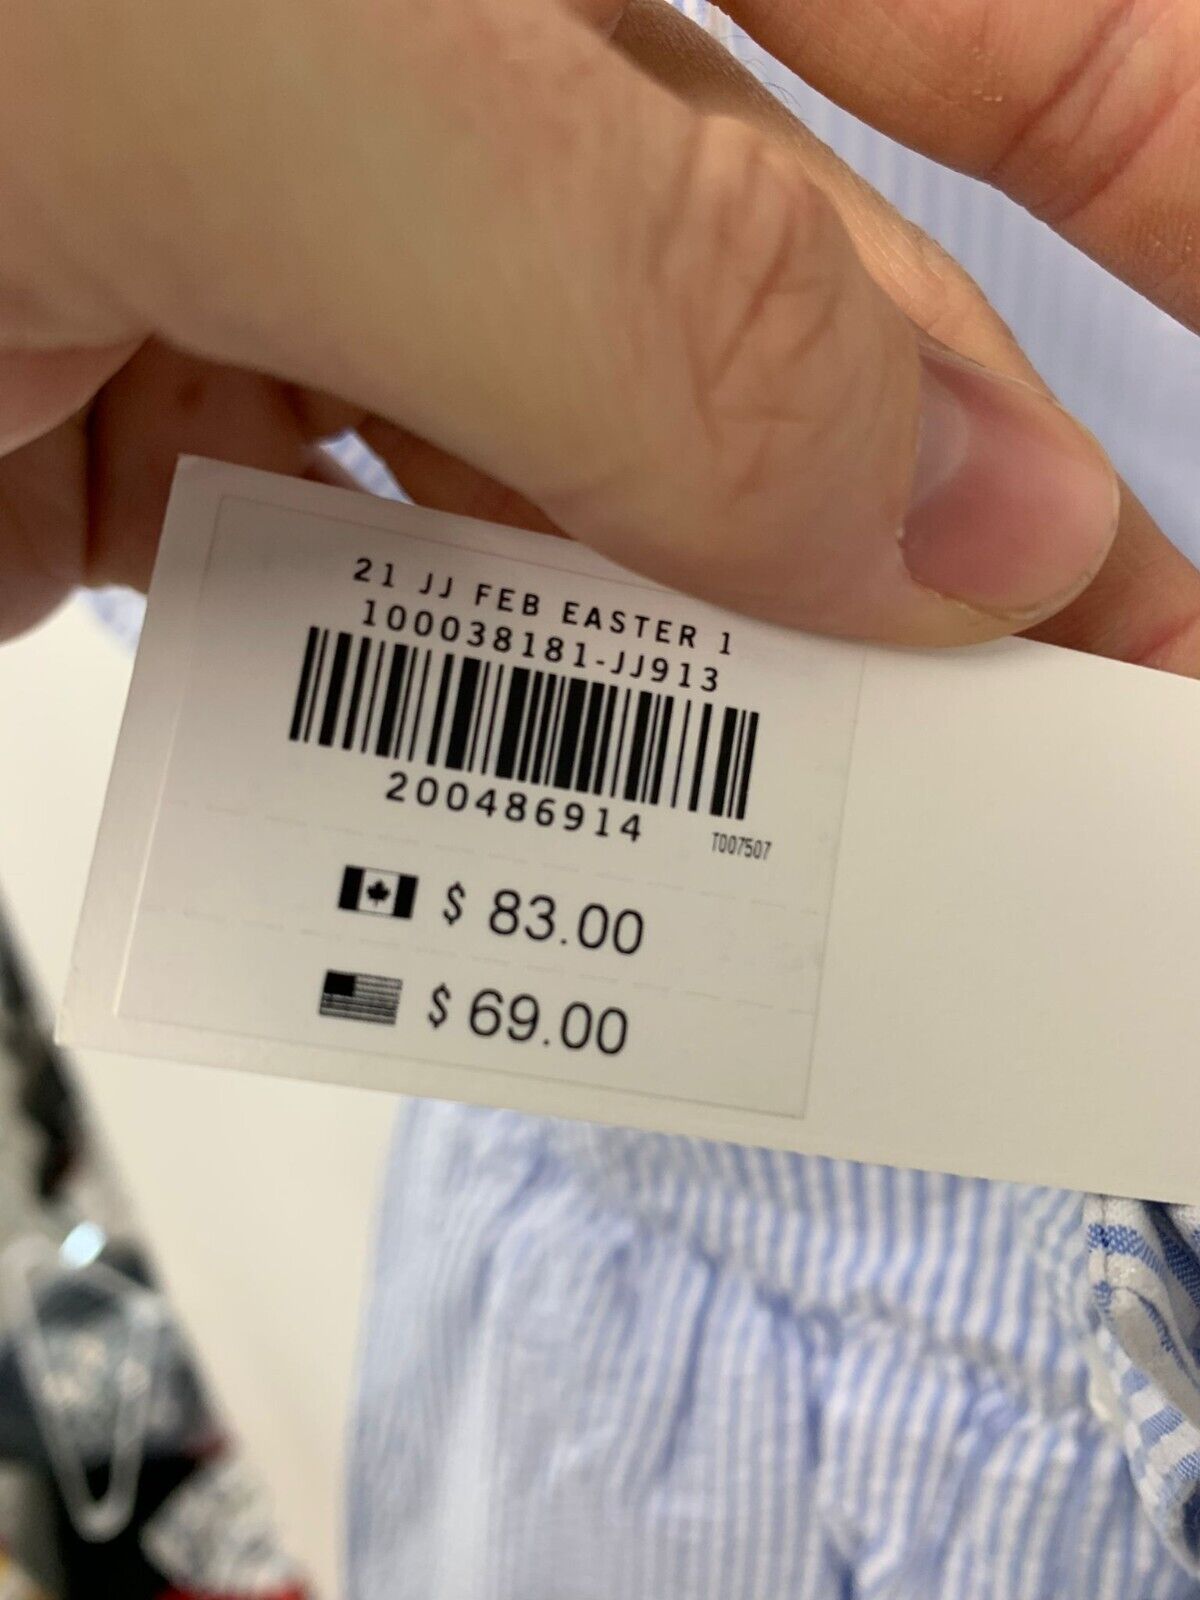 21 JJ FEB EASTER 1
100038181-JJ913
200486914
T007507
$ 83.00
$ 69.00